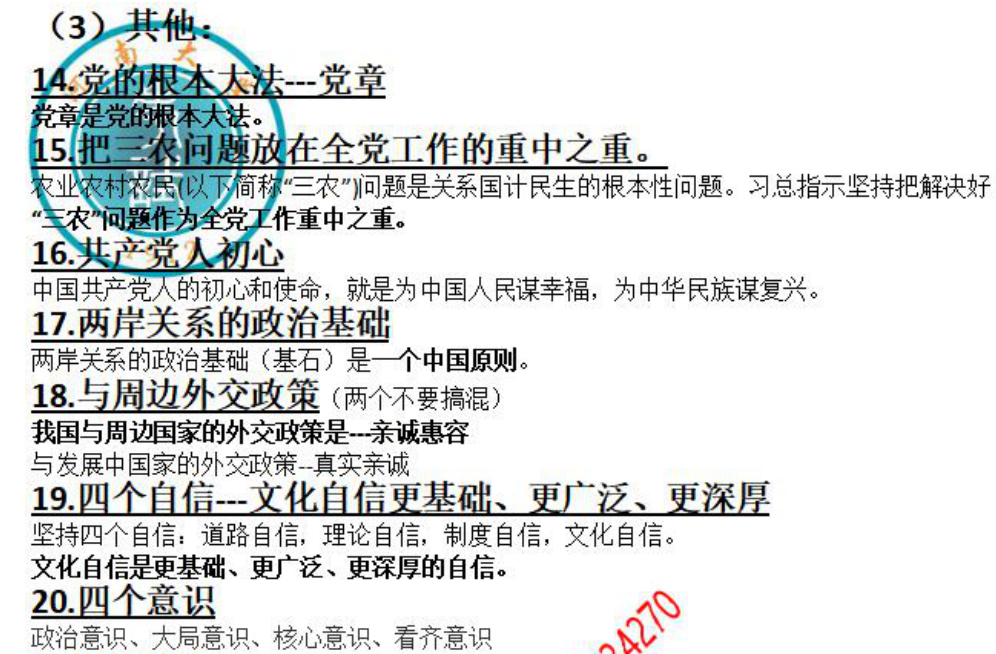 （3）其他：
14.党的根本大法---党章
党章是党的根本大法。
15.把三农问题放在全党工作的重中之重。
农业农村农民(以下简称“三农”)问题是关系国计民生的根本性问题。习总指示坚持把解决好
“三农”问题作为全党工作重中之重。
16.共产党人初心
中国共产党人的初心和使命，就是为中国人民谋幸福，为中华民族谋复兴。
17.两岸关系的政治基础
两岸关系的政治基础（基石）是一个中国原则。
18.与周边外交政策（两个不要搞混）
我国与周边国家的外交政策是---亲诚惠容
与发展中国家的外交政策--真实亲诚
19.四个自信---文化自信更基础、更广泛、更深厚
坚持四个自信：道路自信，理论自信，制度自信，文化自信。
文化自信是更基础、更广泛、更深厚的自信。
20.四个意识
政治意识、大局意识、核心意识、看齐意识
34270